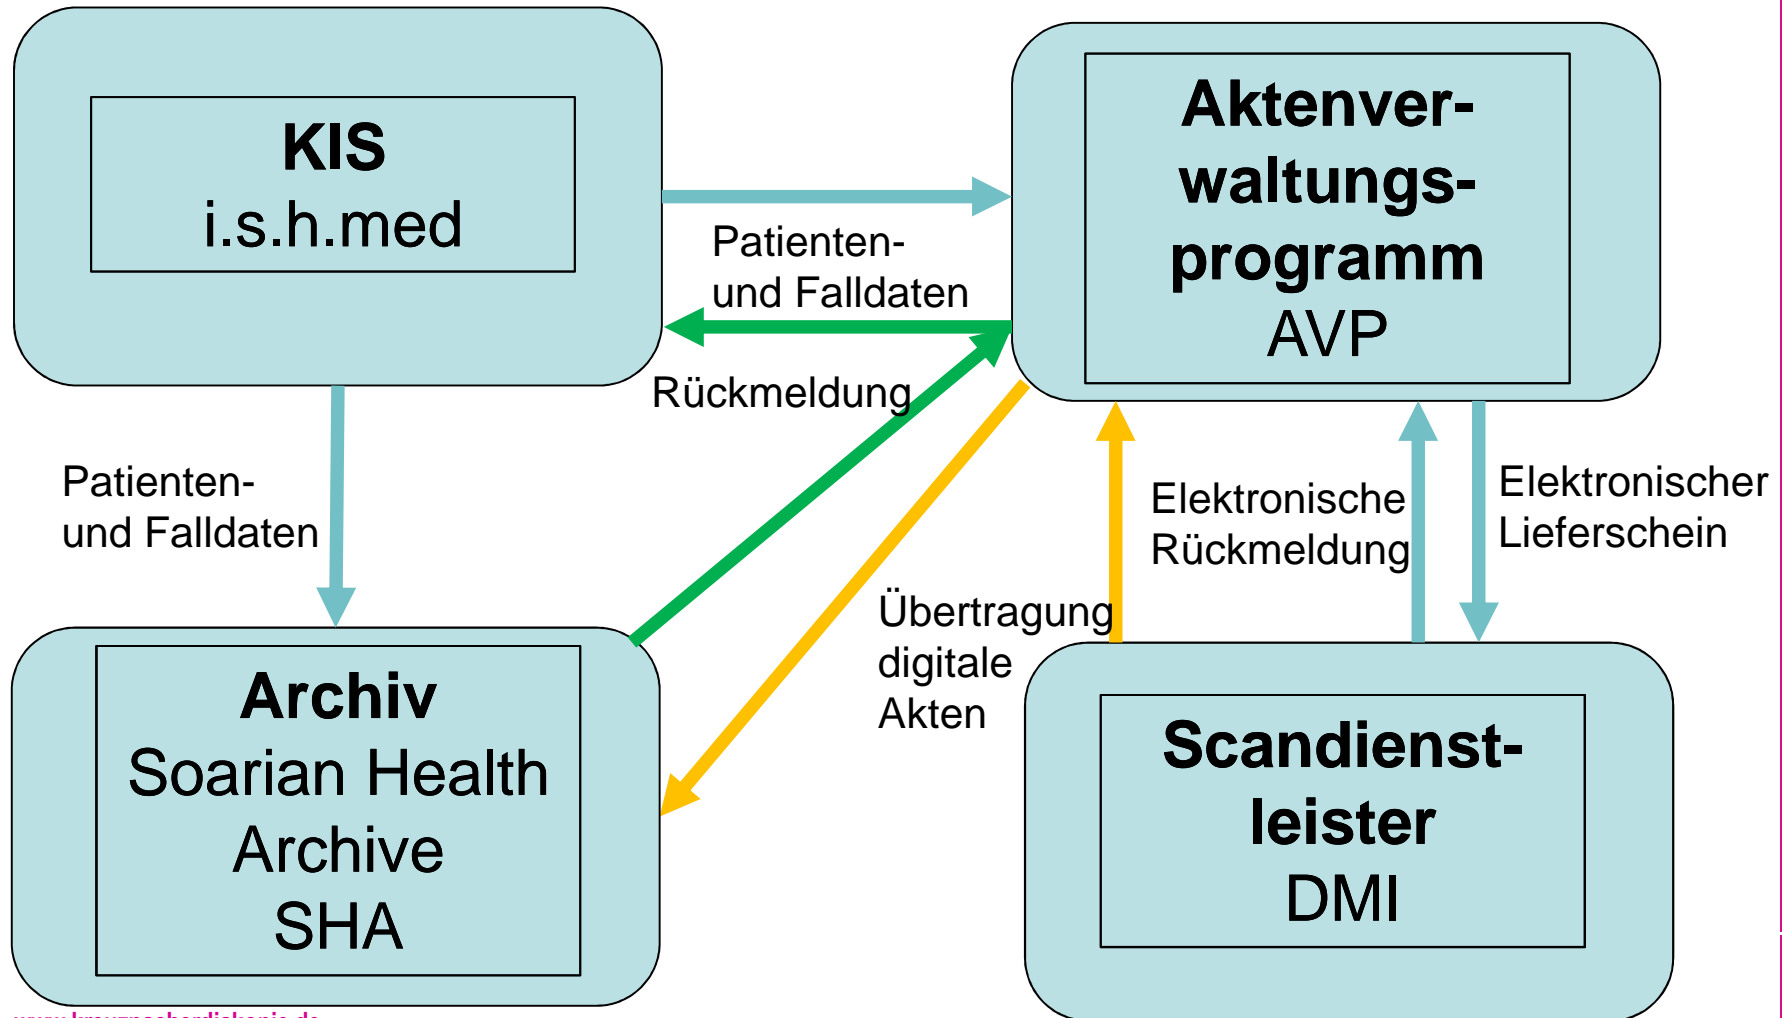 KIS
i.s.h.med
Aktenver-
waltungs-
programm
AVP
Patienten-
und Falldaten
Rückmeldung
Patienten-
und Falldaten
Elektronische
Rückmeldung
Elektronischer
Lieferschein
Übertragung
digitale
Akten
Archiv
Soarian Health
Archive
SHA
Scandienst-
leister
DMI